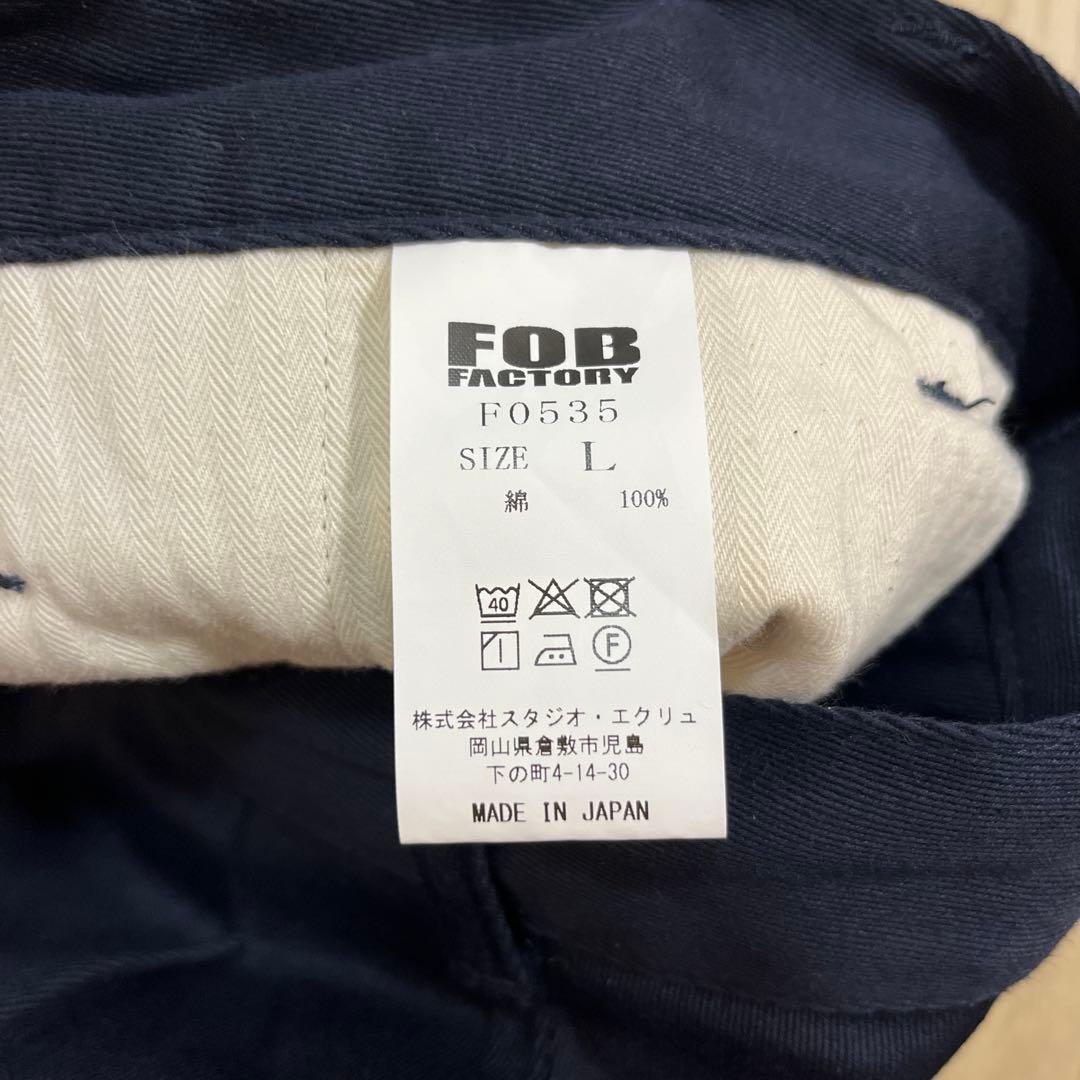 FOB
FACTORY
F0535
SIZE L
綿 100%
40
F
株式会社スタジオ・エクリュ
岡山県倉敷市児島
下の町4-14-30
MADE IN JAPAN